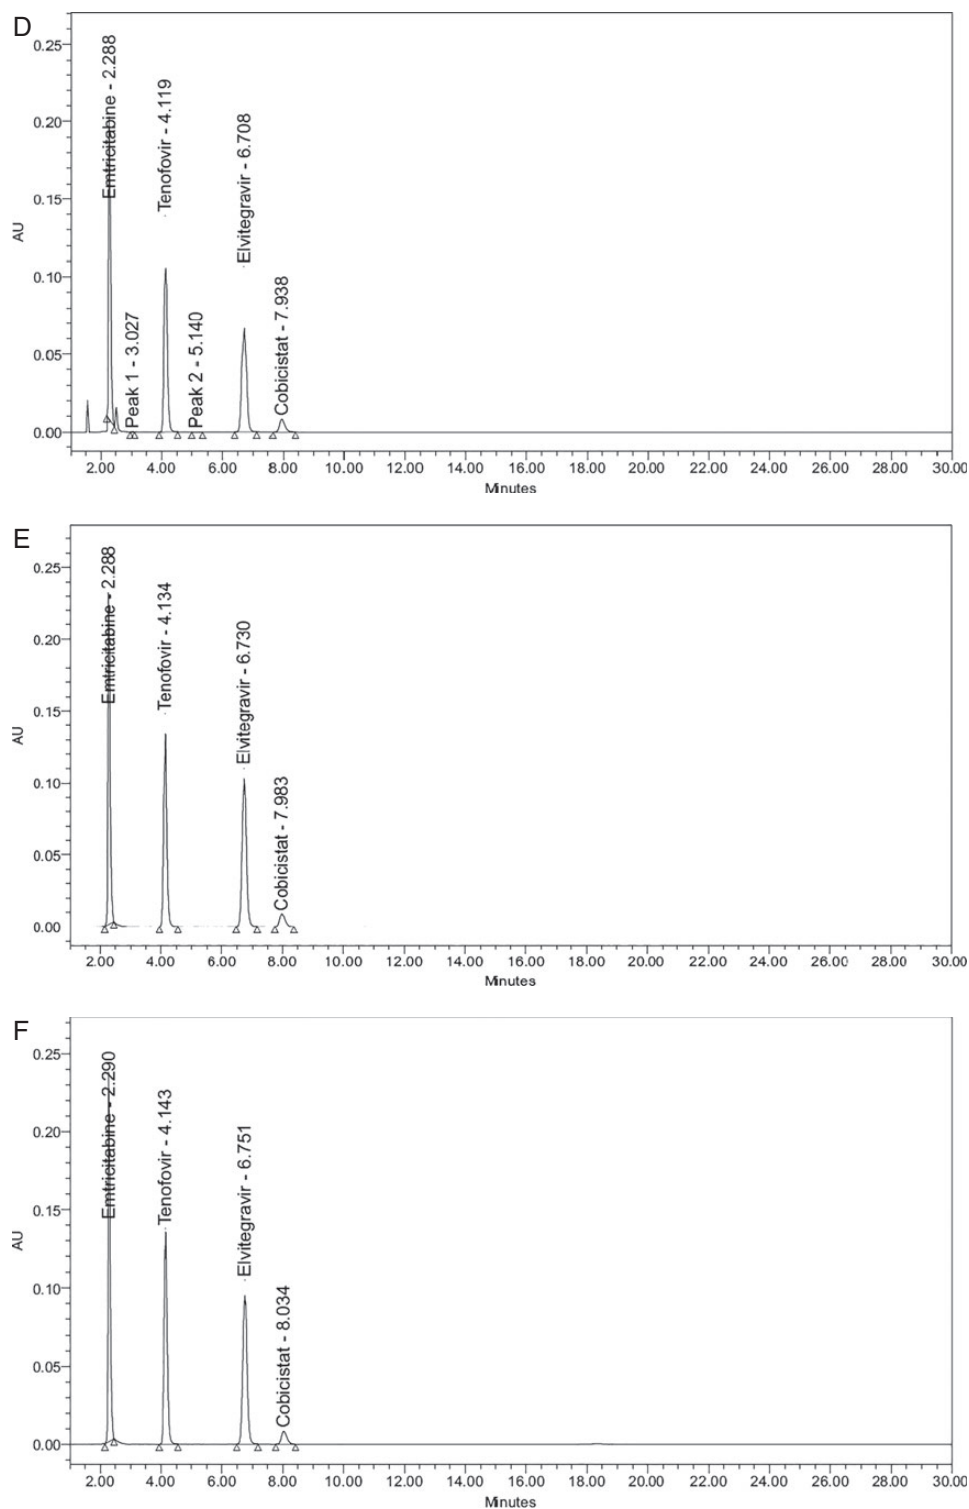 D
0.25
0.20
0.15
0.10
0.05
0.00
AU
Emtricitabine - 2.288
Peak 1 - 3.027
Tenofovir - 4.119
Peak 2 - 5.140
Elvitegravir - 6.708
Cobicistat - 7.938
2.00 4.00 6.00 8.00 10.00 12.00 14.00 16.00 18.00 20.00 22.00 24.00 26.00 28.00 30.00
Minutes
E
0.25
0.20
0.15
0.10
0.05
0.00
AU
Emtricitabine - 2.288
Tenofovir - 4.134
Elvitegravir - 6.730
Cobicistat - 7.983
2.00 4.00 6.00 8.00 10.00 12.00 14.00 16.00 18.00 20.00 22.00 24.00 26.00 28.00 30.00
Minutes
F
0.25
0.20
0.15
0.10
0.05
0.00
AU
Emtricitabine - 2.290
Tenofovir - 4.143
Elvitegravir - 6.751
Cobicistat - 8.034
2.00 4.00 6.00 8.00 10.00 12.00 14.00 16.00 18.00 20.00 22.00 24.00 26.00 28.00 30.00
Minutes